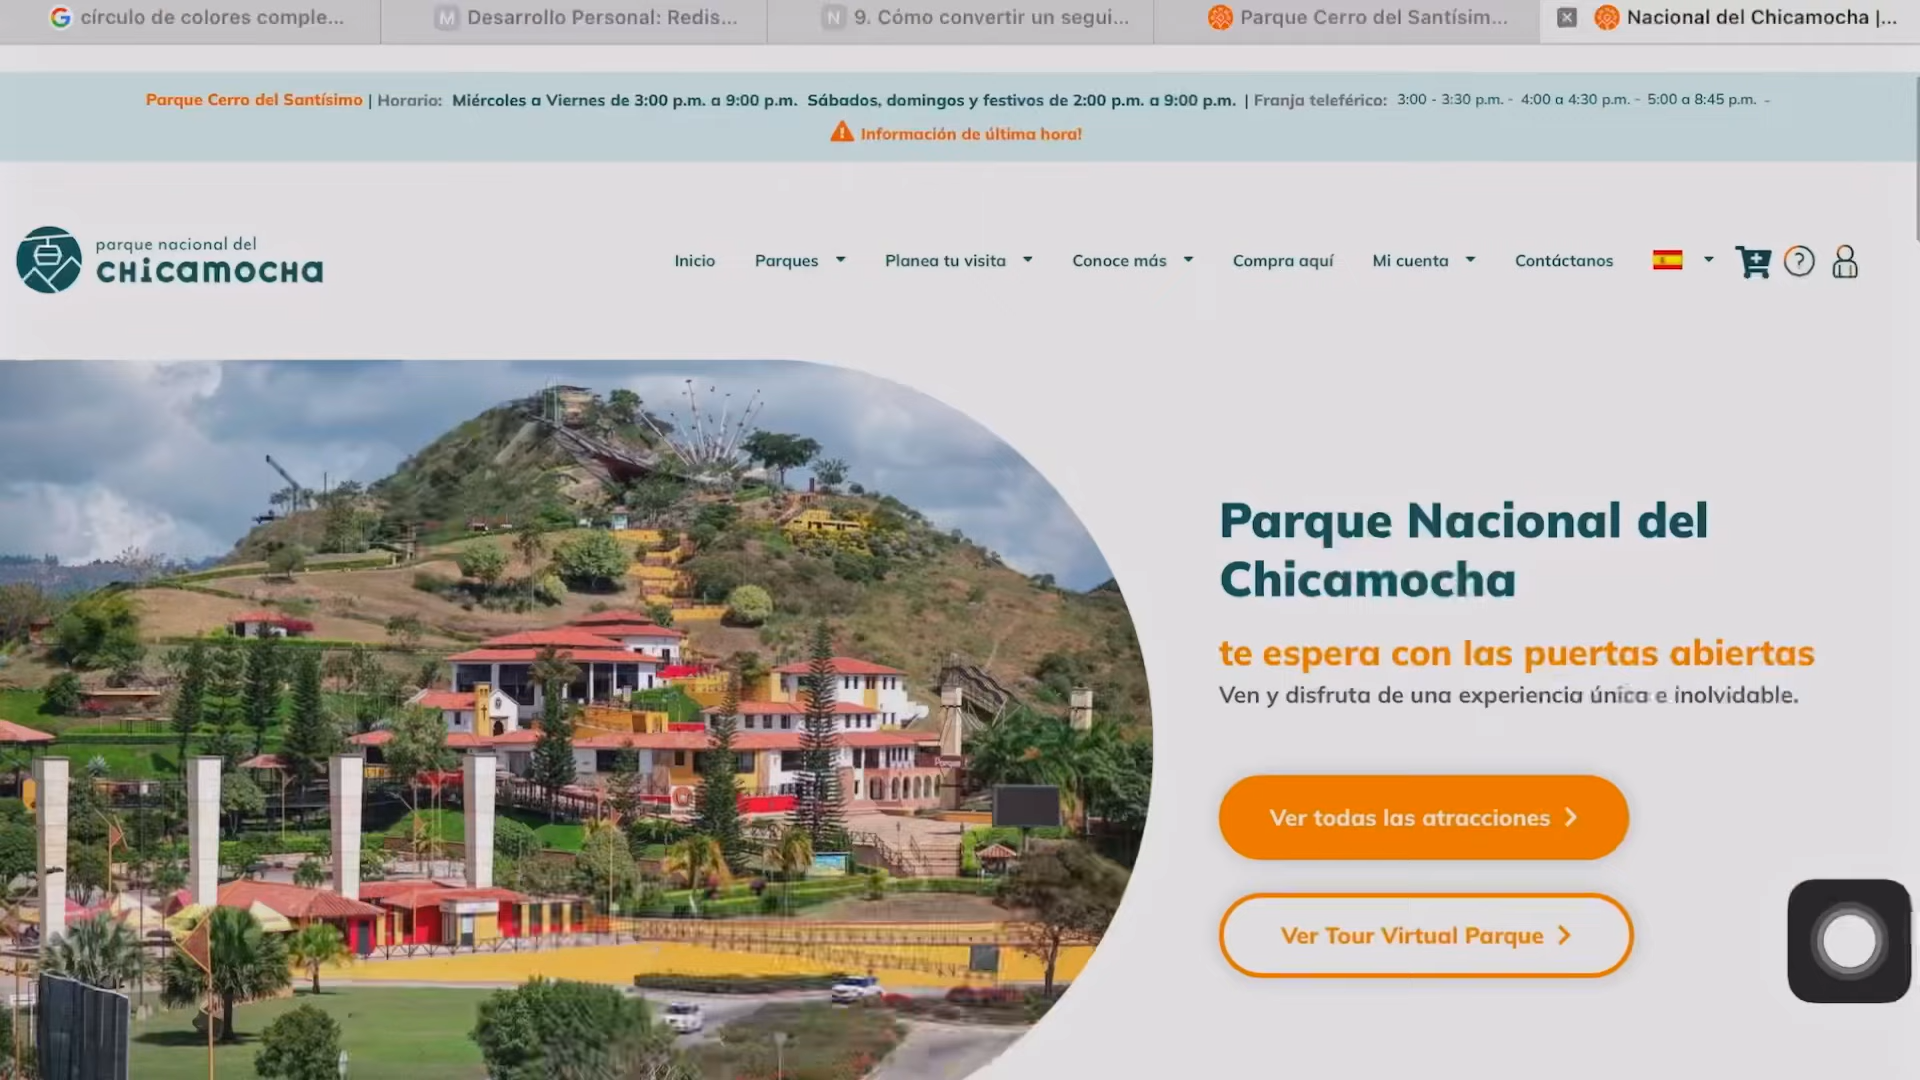 círculo de colores comple...
Desarrollo Personal: Redis...
9. Cómo convertir un segui...
Parque Cerro del Santísim...
Nacional del Chicamocha |...
Parque Cerro del Santísimo | Horario: Miércoles a Viernes de 3:00 p.m. a 9:00 p.m. Sábados, domingos y festivos de 2:00 p.m. a 9:00 p.m. | Franja teleférico: 3:00 - 3:30 p.m. - 4:00 a 4:30 p.m. - 5:00 a 8:45 p.m. -
Información de última hora!
parque nacional del
CHicamocHa
Inicio Parques Planea tu visita Conoce más Compra aquí Mi cuenta Contáctanos
Parque Nacional del
Chicamocha
te espera con las puertas abiertas
Ven y disfruta de una experiencia única e inolvidable.
Ver todas las atracciones
Ver Tour Virtual Parque